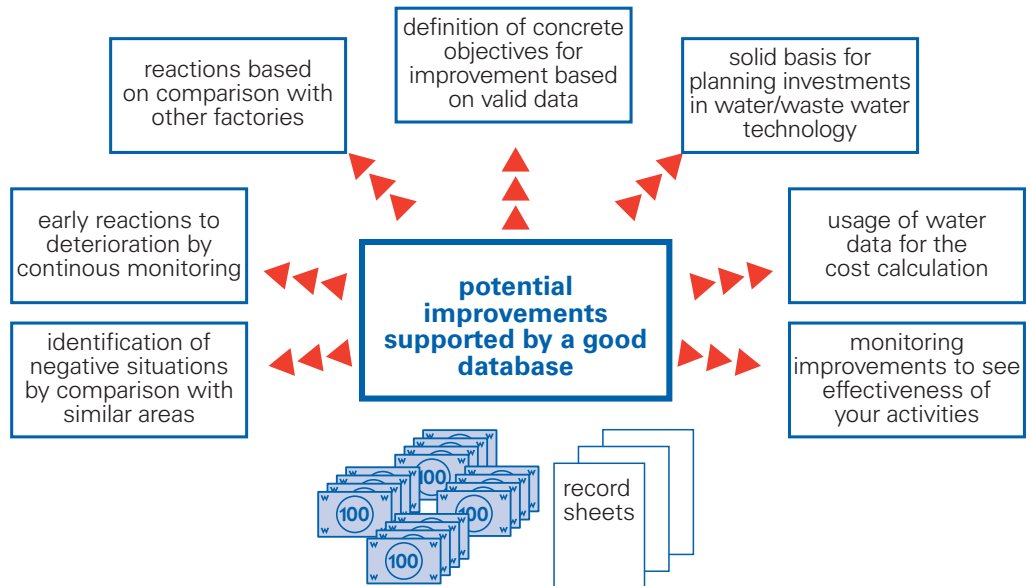 reactions based
on comparison with
other factories
definition of concrete
objectives for
improvement based
on valid data
solid basis for
planning investments
in water/waste water
technology
early reactions to
deterioration by
continous monitoring
usage of water
data for the
cost calculation
potential
improvements
supported by a good
database
identification of
negative situations
by comparison with
similar areas
monitoring
improvements to see
effectiveness of
your activities
W W
100
W W
100
W W
100
W W
100
record
sheets